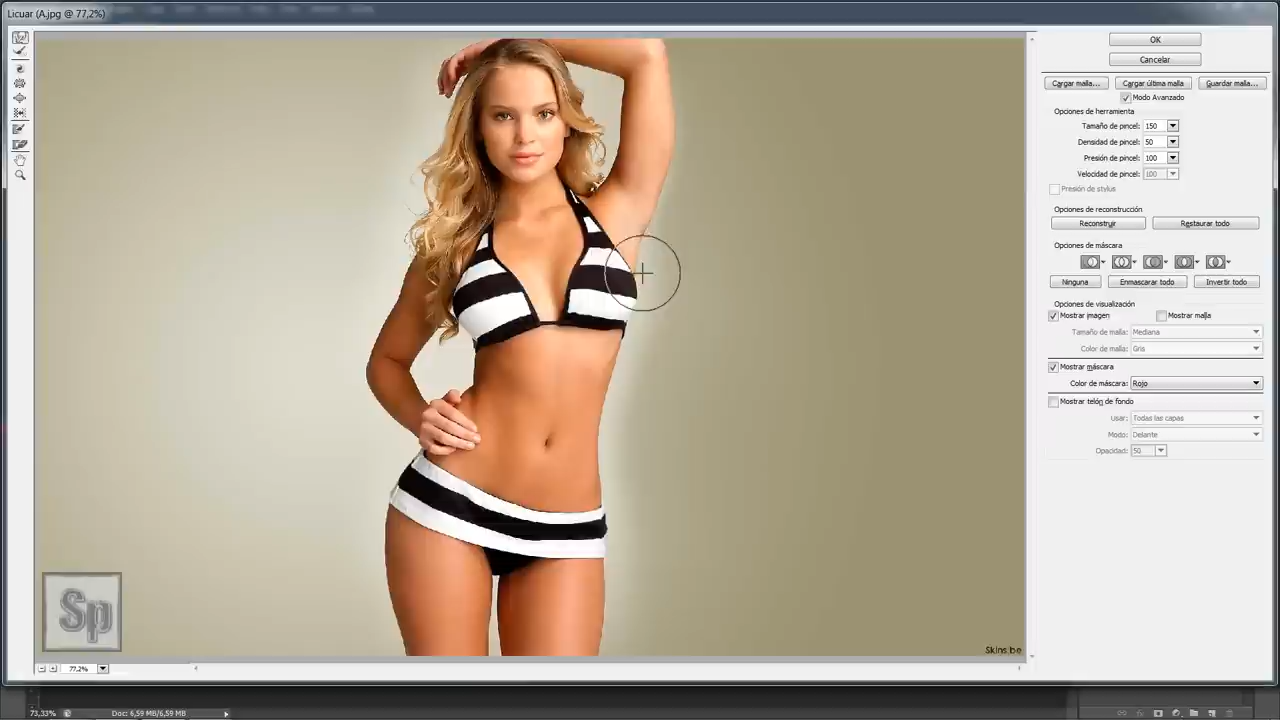 Licuar (A.jpg @ 77,2%)
OK
Cancelar
Cargar malla...
Cargar última malla
Guardar malla...
Modo Avanzado
Opciones de herramienta
Tamaño de pincel: 150
Densidad de pincel: 50
Presión de pincel: 100
Velocidad de pincel: 100
Presión de stylus
Opciones de reconstrucción
Reconstruir
Restaurar todo
Opciones de máscara
Ninguna
Enmascarar todo
Invertir todo
Opciones de visualización
Mostrar imagen
Mostrar malla
Tamaño de malla: Mediana
Color de malla: Gris
Mostrar máscara
Color de máscara: Rojo
Mostrar telón de fondo
Usar: Todas las capas
Modo: Delante
Opacidad: 50
Sp
Skins.be
77,2%
73,33%
Doc: 6,59 MB/6,59 MB